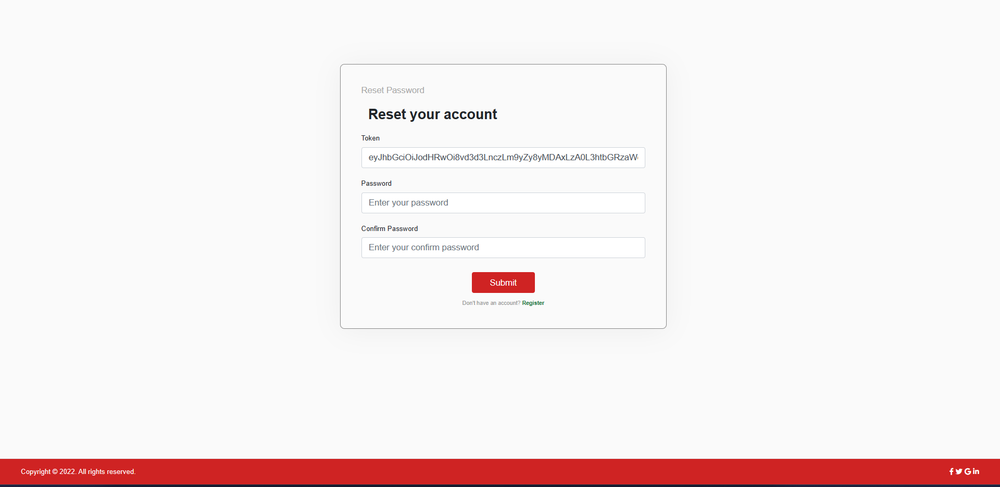 Reset Password
Reset your account
Token
eyJhbGciOiJodHRwOi8vd3d3LnczLm9yZy8yMDAxLzA0L3htbGRzaW
Password
Enter your password
Confirm Password
Enter your confirm password
Submit
Don't have an account? Register
Copyright © 2022. All rights reserved.